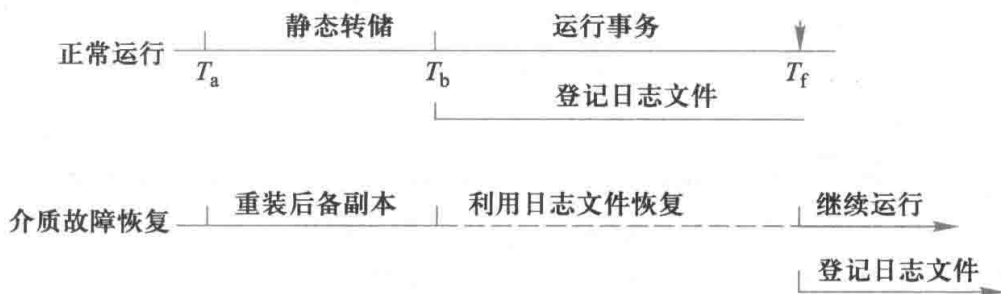 静态转储 运行事务
正常运行
Ta Tb Tf
登记日志文件
重装后备副本 利用日志文件恢复 继续运行
介质故障恢复
登记日志文件